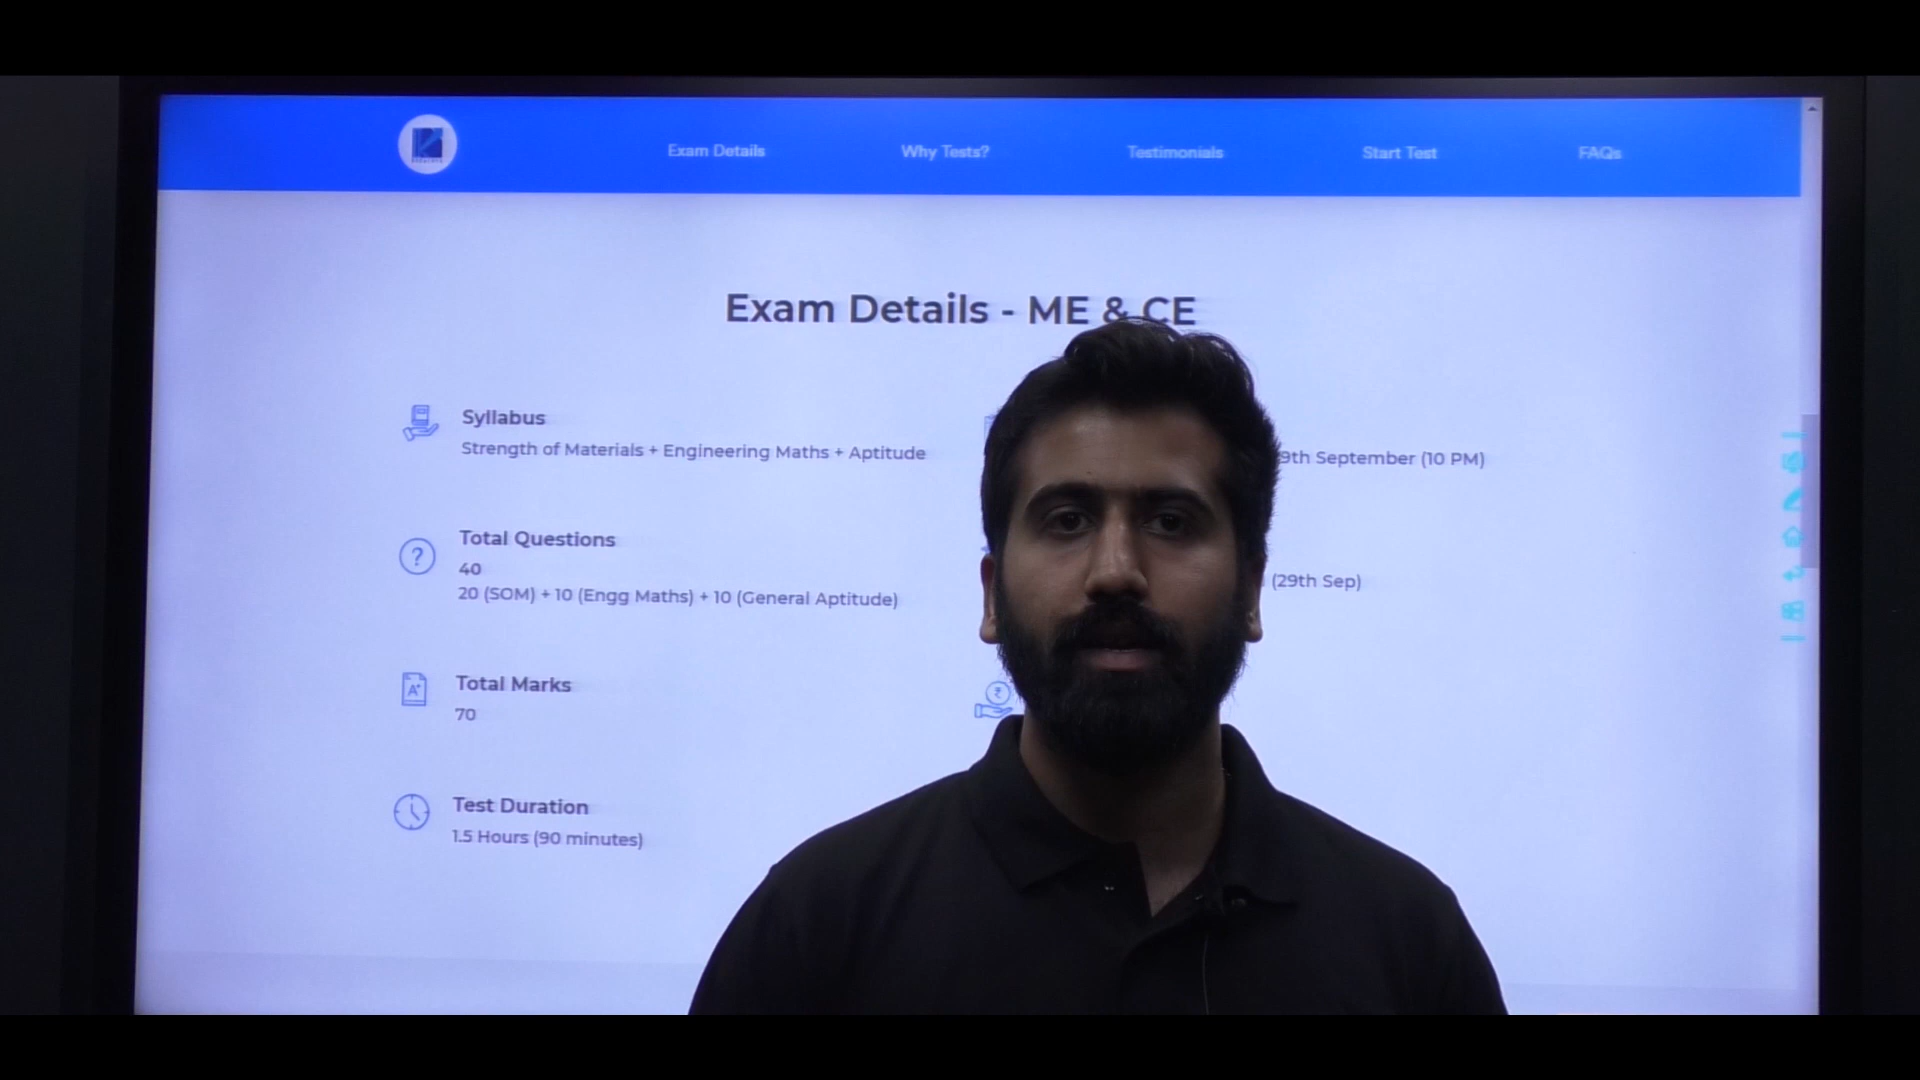 Exam Details
Why Tests?
Testimonials
Start Test
FAQs
Exam Details - ME & CE
Syllabus
Strength of Materials + Engineering Maths + Aptitude
9th September (10 PM)
Total Questions
40
20 (SOM) + 10 (Engg Maths) + 10 (General Aptitude)
(29th Sep)
Total Marks
A+
70
₹
Test Duration
1.5 Hours (90 minutes)